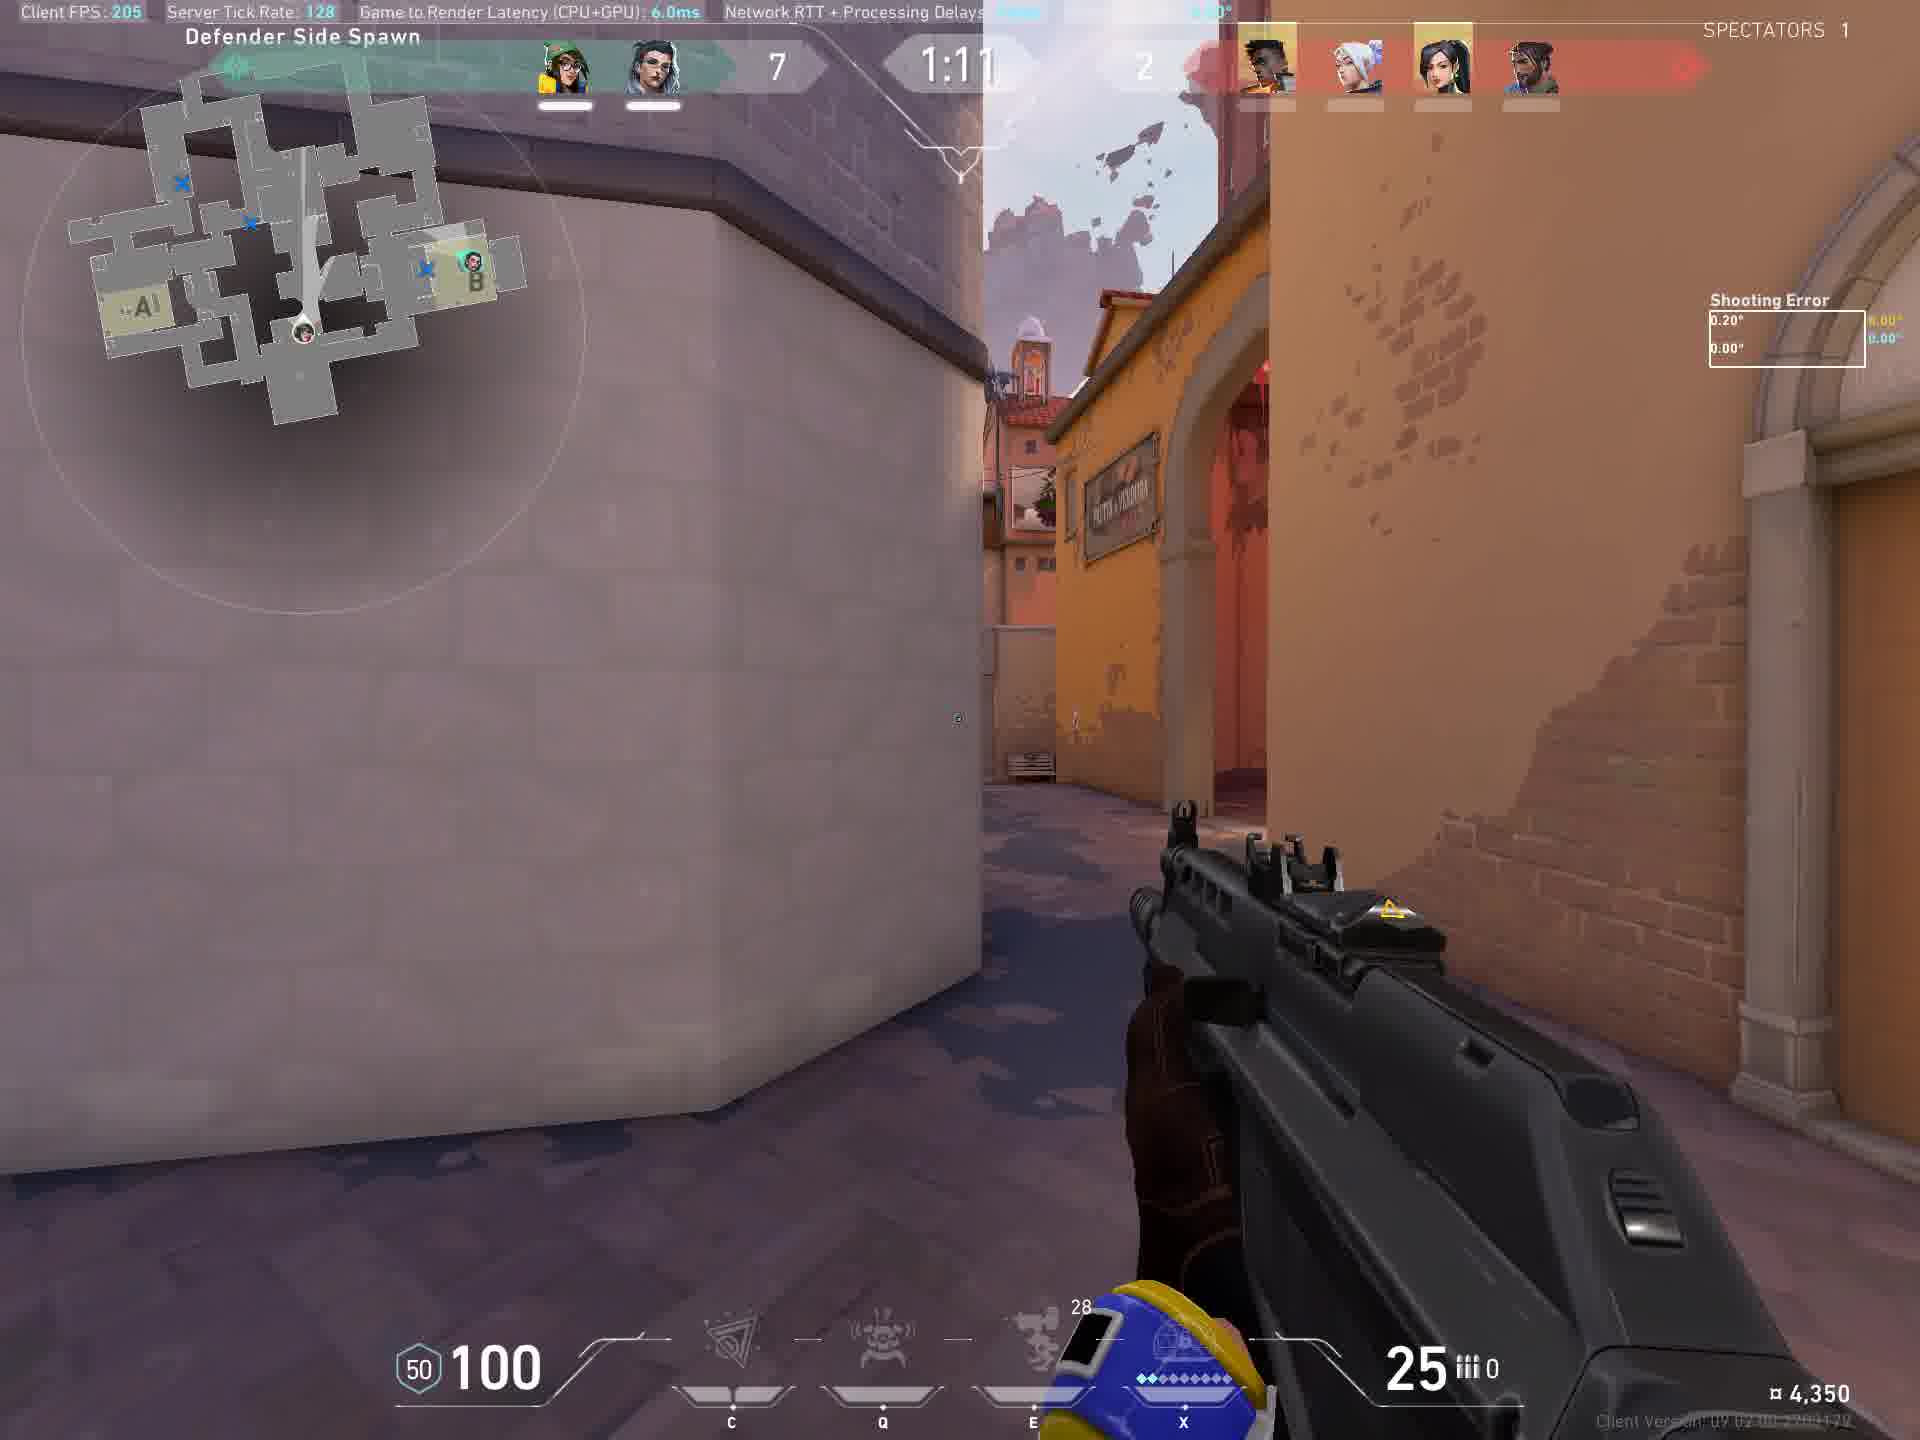 Client FPS: 205 Server Tick Rate: 128 Game to Render Latency (CPU+GPU): 6.0ms Network RTT + Processing Delays
Defender Side Spawn
7
1:11
2
SPECTATORS 1
A
B
Shooting Error
0.20°
0.00°
0.00°
28
50
100
25
0
C
Q
E
X
¤ 4,350